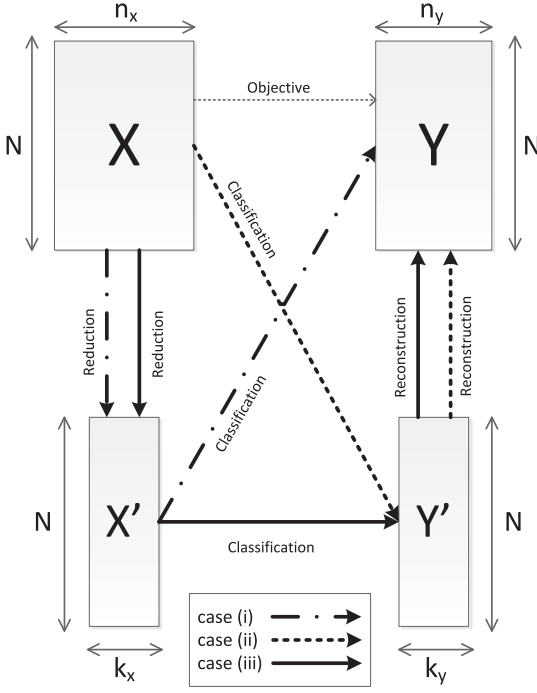 nx
ny
N
X
Objective
Y
N
Classification
Reduction
Reduction
Reconstruction
Reconstruction
Classification
N
X’
Y’
N
Classification
case (i)
case (ii)
case (iii)
kx
ky